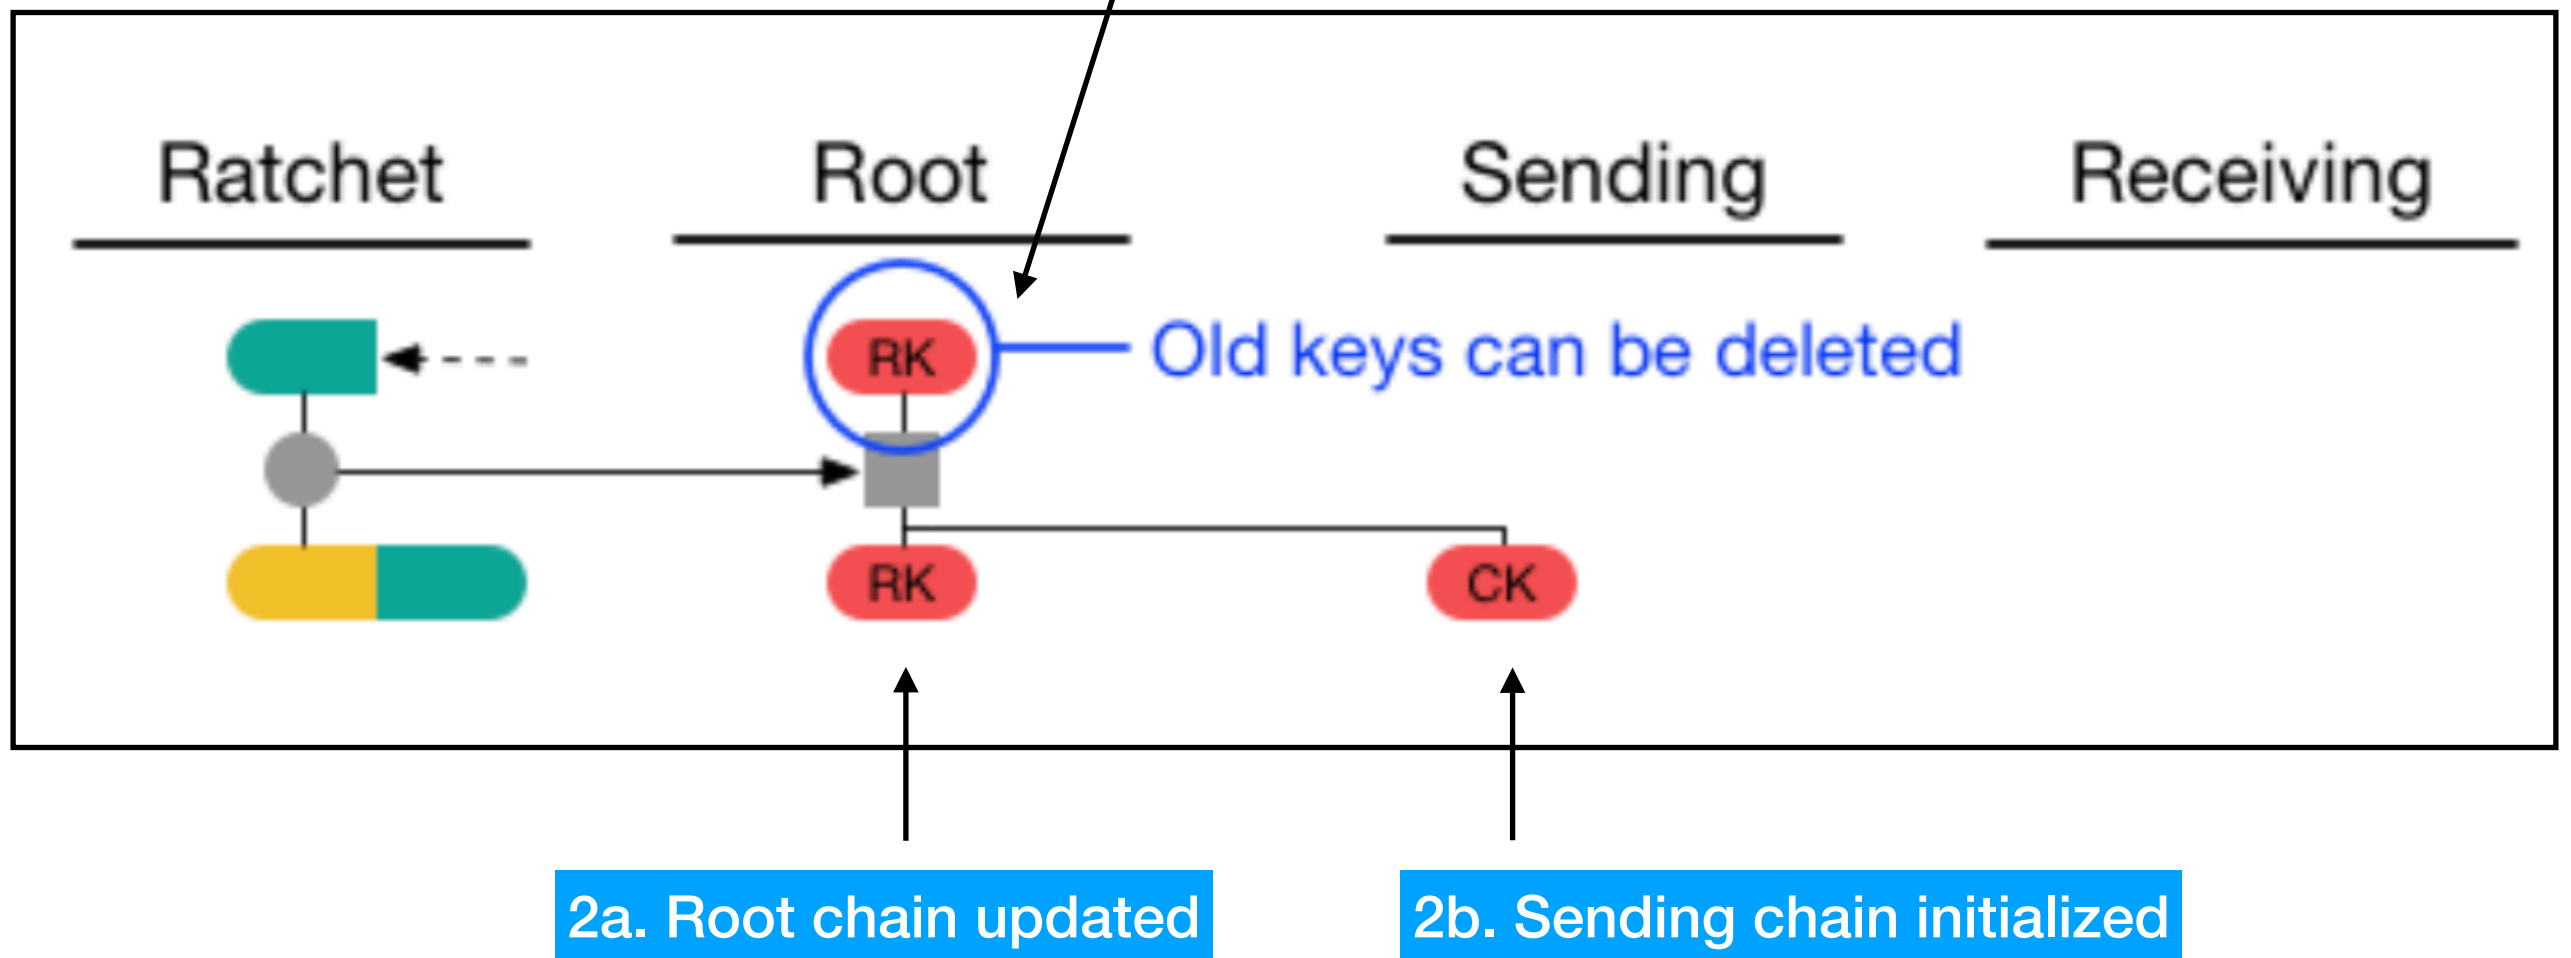 Ratchet Root Sending Receiving
RK Old keys can be deleted
RK CK
2a. Root chain updated 2b. Sending chain initialized